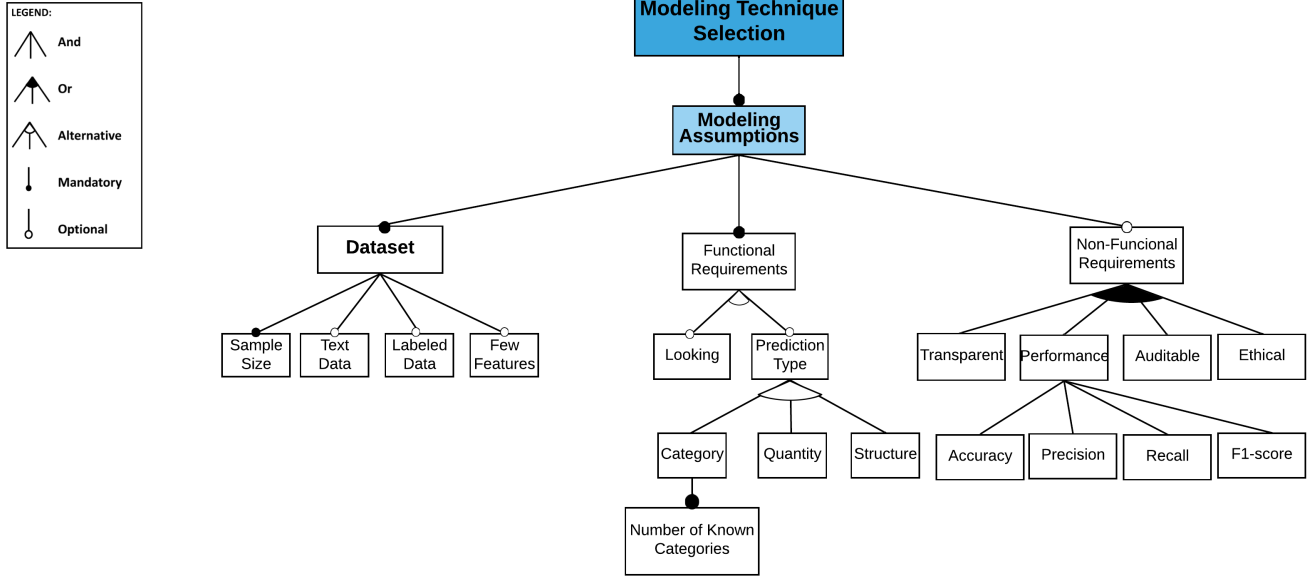 LEGEND:
And
Or
Alternative
Mandatory
Optional
Modeling Technique
Selection
Modeling
Assumptions
Dataset
Functional
Requirements
Non-Funcional
Requirements
Sample
Size
Text
Data
Labeled
Data
Few
Features
Looking
Prediction
Type
Transparent
Performance
Auditable
Ethical
Category
Quantity
Structure
Accuracy
Precision
Recall
F1-score
Number of Known
Categories